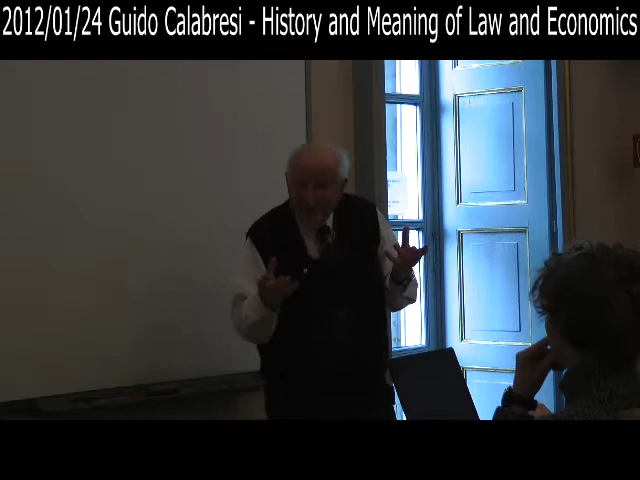 2012/01/24 Guido Calabresi - History and Meaning of Law and Economics